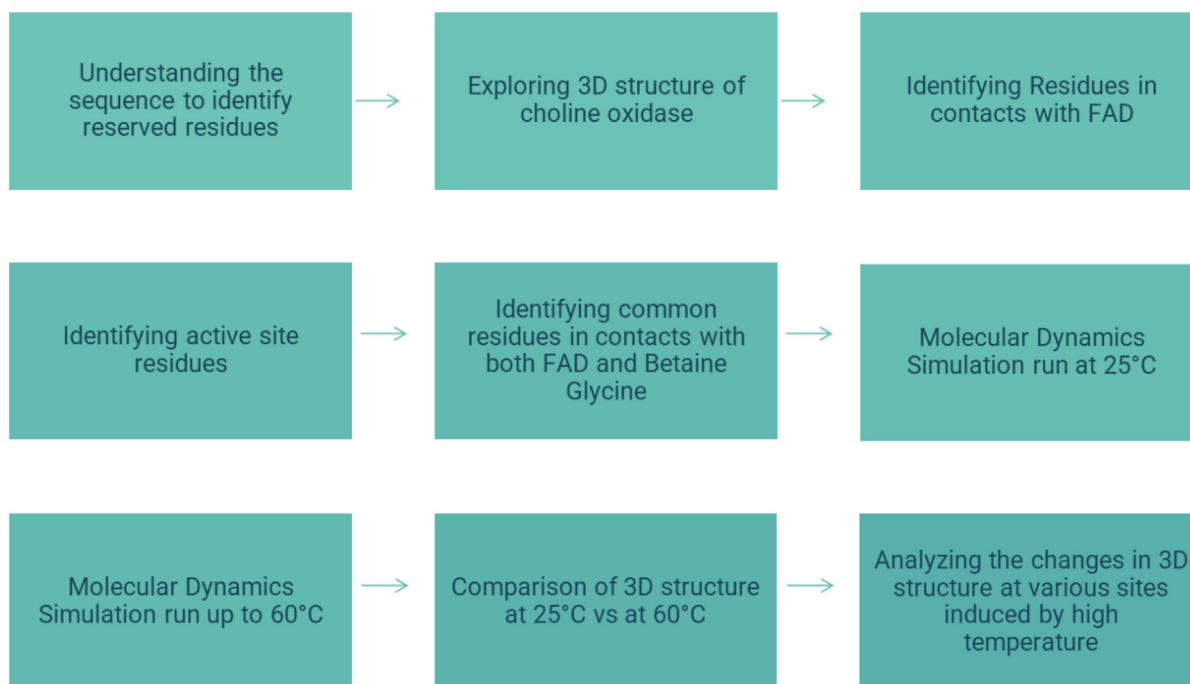 Understanding the
sequence to identify
reserved residues
Exploring 3D structure of
choline oxidase
Identifying Residues in
contacts with FAD
Identifying active site
residues
Identifying common
residues in contacts with
both FAD and Betaine
Glycine
Molecular Dynamics
Simulation run at 25°C
Molecular Dynamics
Simulation run up to 60°C
Comparison of 3D structure
at 25°C vs at 60°C
Analyzing the changes in 3D
structure at various sites
induced by high
temperature